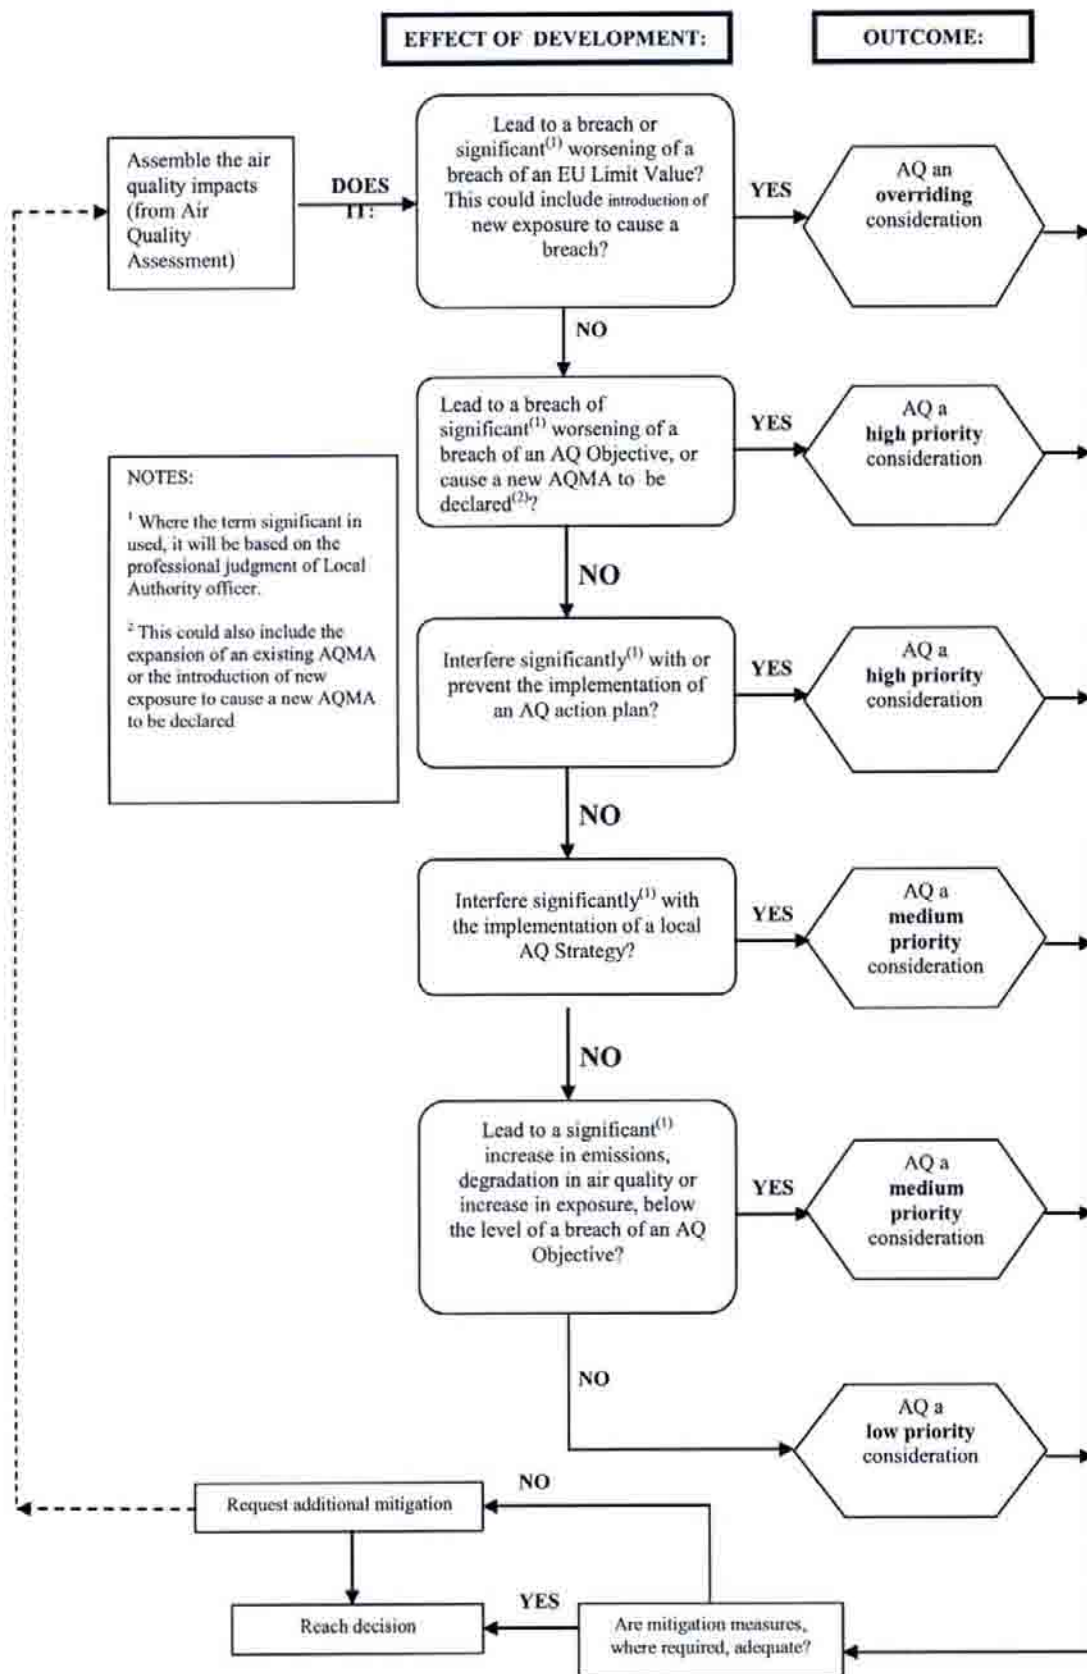 EFFECT OF DEVELOPMENT:
OUTCOME:
Assemble the air
quality impacts
(from Air
Quality
Assessment)
DOES
IT:
Lead to a breach or
significant(1) worsening of a
breach of an EU Limit Value?
This could include introduction of
new exposure to cause a
breach?
YES
AQ an
overriding
consideration
NO
Lead to a breach of
significant(1) worsening of a
breach of an AQ Objective, or
cause a new AQMA to be
declared(2)?
YES
AQ a
high priority
consideration
NOTES:
1 Where the term significant in
used, it will be based on the
professional judgment of Local
Authority officer.
2 This could also include the
expansion of an existing AQMA
or the introduction of new
exposure to cause a new AQMA
to be declared
NO
Interfere significantly(1) with or
prevent the implementation of
an AQ action plan?
YES
AQ a
high priority
consideration
NO
Interfere significantly(1) with
the implementation of a local
AQ Strategy?
YES
AQ a
medium
priority
consideration
NO
Lead to a significant(1)
increase in emissions,
degradation in air quality or
increase in exposure, below
the level of a breach of an AQ
Objective?
YES
AQ a
medium
priority
consideration
NO
AQ a
low priority
consideration
Request additional mitigation
NO
Reach decision
YES
Are mitigation measures,
where required, adequate?